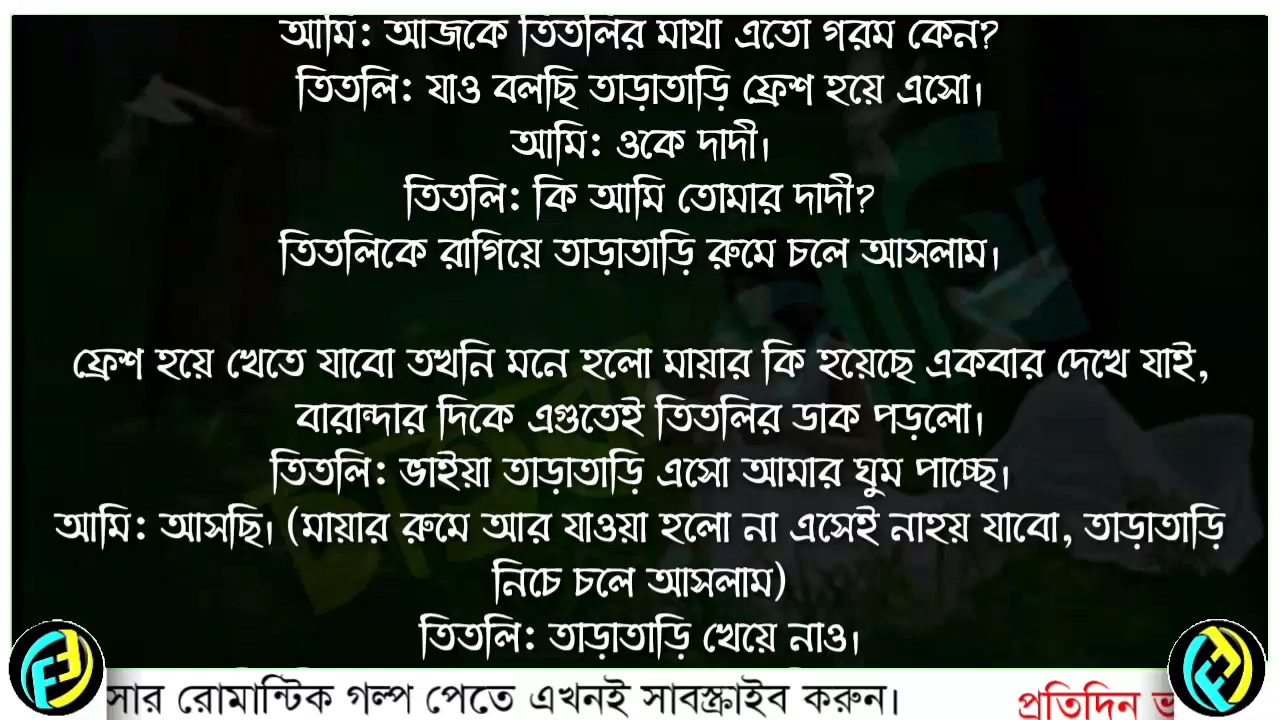 আমি: আজকে তিতলির মাথা এতো গরম কেন?
তিতলি: যাও বলছি তাড়াতাড়ি ফ্রেশ হয়ে এসো।
আমি: ওকে দাদী।
তিতলি: কি আমি তোমার দাদী?
তিতলিকে রাগিয়ে তাড়াতাড়ি রুমে চলে আসলাম।
ফ্রেশ হয়ে খেতে যাবো তখনি মনে হলো মায়ার কি হয়েছে একবার দেখে যাই,
বারান্দার দিকে এগুতেই তিতলির ডাক পড়লো।
তিতলি: ভাইয়া তাড়াতাড়ি এসো আমার ঘুম পাচ্ছে।
আমি: আসছি। (মায়ার রুমে আর যাওয়া হলো না এসেই নাহয় যাবো, তাড়াতাড়ি
নিচে চলে আসলাম)
তিতলি: তাড়াতাড়ি খেয়ে নাও।
সার রোমান্টিক গল্প পেতে এখনই সাবস্ক্রাইব করুন। প্রতিদিন